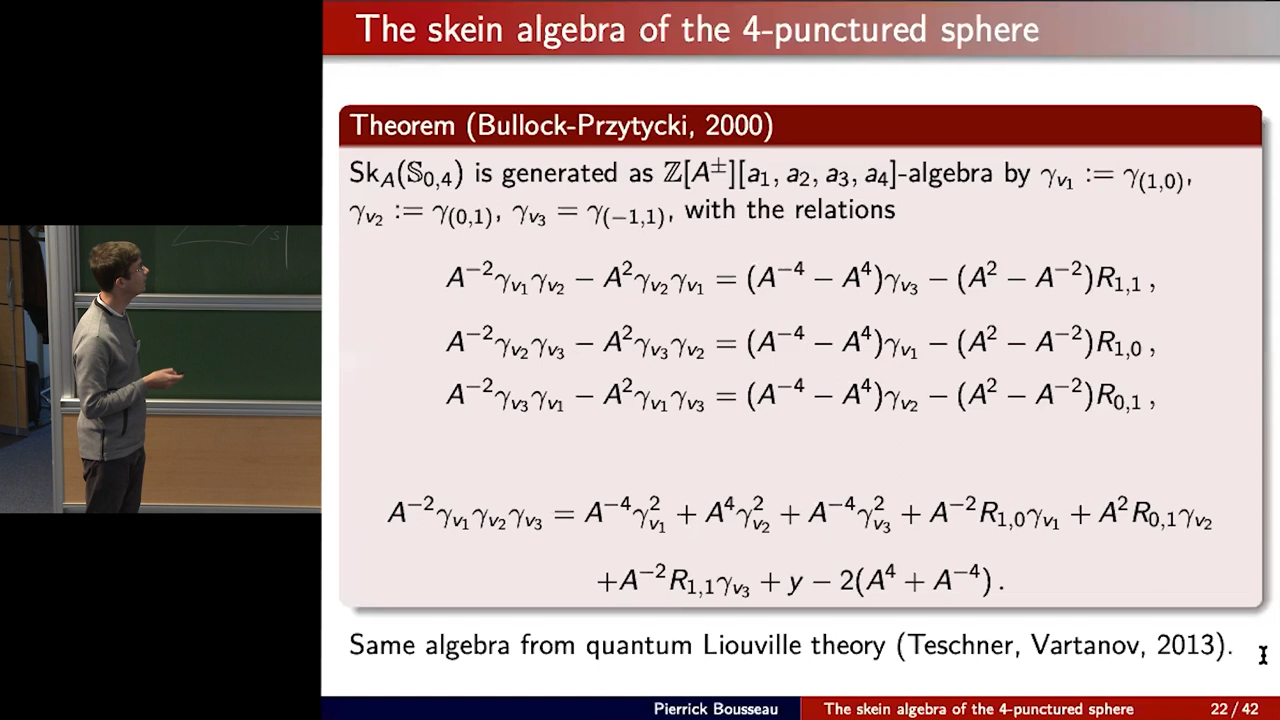 The skein algebra of the 4-punctured sphere
Theorem (Bullock-Przytycki, 2000)
Sk_A(𝕊_{0,4}) is generated as ℤ[A^±][a_1, a_2, a_3, a_4]-algebra by γ_{v_1} := γ_{(1,0)},
γ_{v_2} := γ_{(0,1)}, γ_{v_3} = γ_{(-1,1)}, with the relations
A^{-2}γ_{v_1}γ_{v_2} − A^2γ_{v_2}γ_{v_1} = (A^{-4} − A^4)γ_{v_3} − (A^2 − A^{-2})R_{1,1} ,
A^{-2}γ_{v_2}γ_{v_3} − A^2γ_{v_3}γ_{v_2} = (A^{-4} − A^4)γ_{v_1} − (A^2 − A^{-2})R_{1,0} ,
A^{-2}γ_{v_3}γ_{v_1} − A^2γ_{v_1}γ_{v_3} = (A^{-4} − A^4)γ_{v_2} − (A^2 − A^{-2})R_{0,1} ,
A^{-2}γ_{v_1}γ_{v_2}γ_{v_3} = A^{-4}γ_{v_1}^2 + A^4γ_{v_2}^2 + A^{-4}γ_{v_3}^2 + A^{-2}R_{1,0}γ_{v_1} + A^2R_{0,1}γ_{v_2}
+A^{-2}R_{1,1}γ_{v_3} + y − 2(A^4 + A^{-4}) .
Same algebra from quantum Liouville theory (Teschner, Vartanov, 2013).
Pierrick Bousseau The skein algebra of the 4-punctured sphere 22 / 42